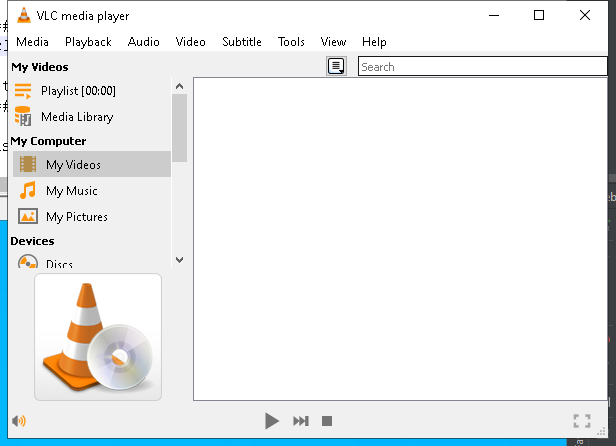 VLC media player
Media Playback Audio Video Subtitle Tools View Help
My Videos
Search
Playlist [00:00]
Media Library
My Computer
My Videos
My Music
My Pictures
Devices
Discs